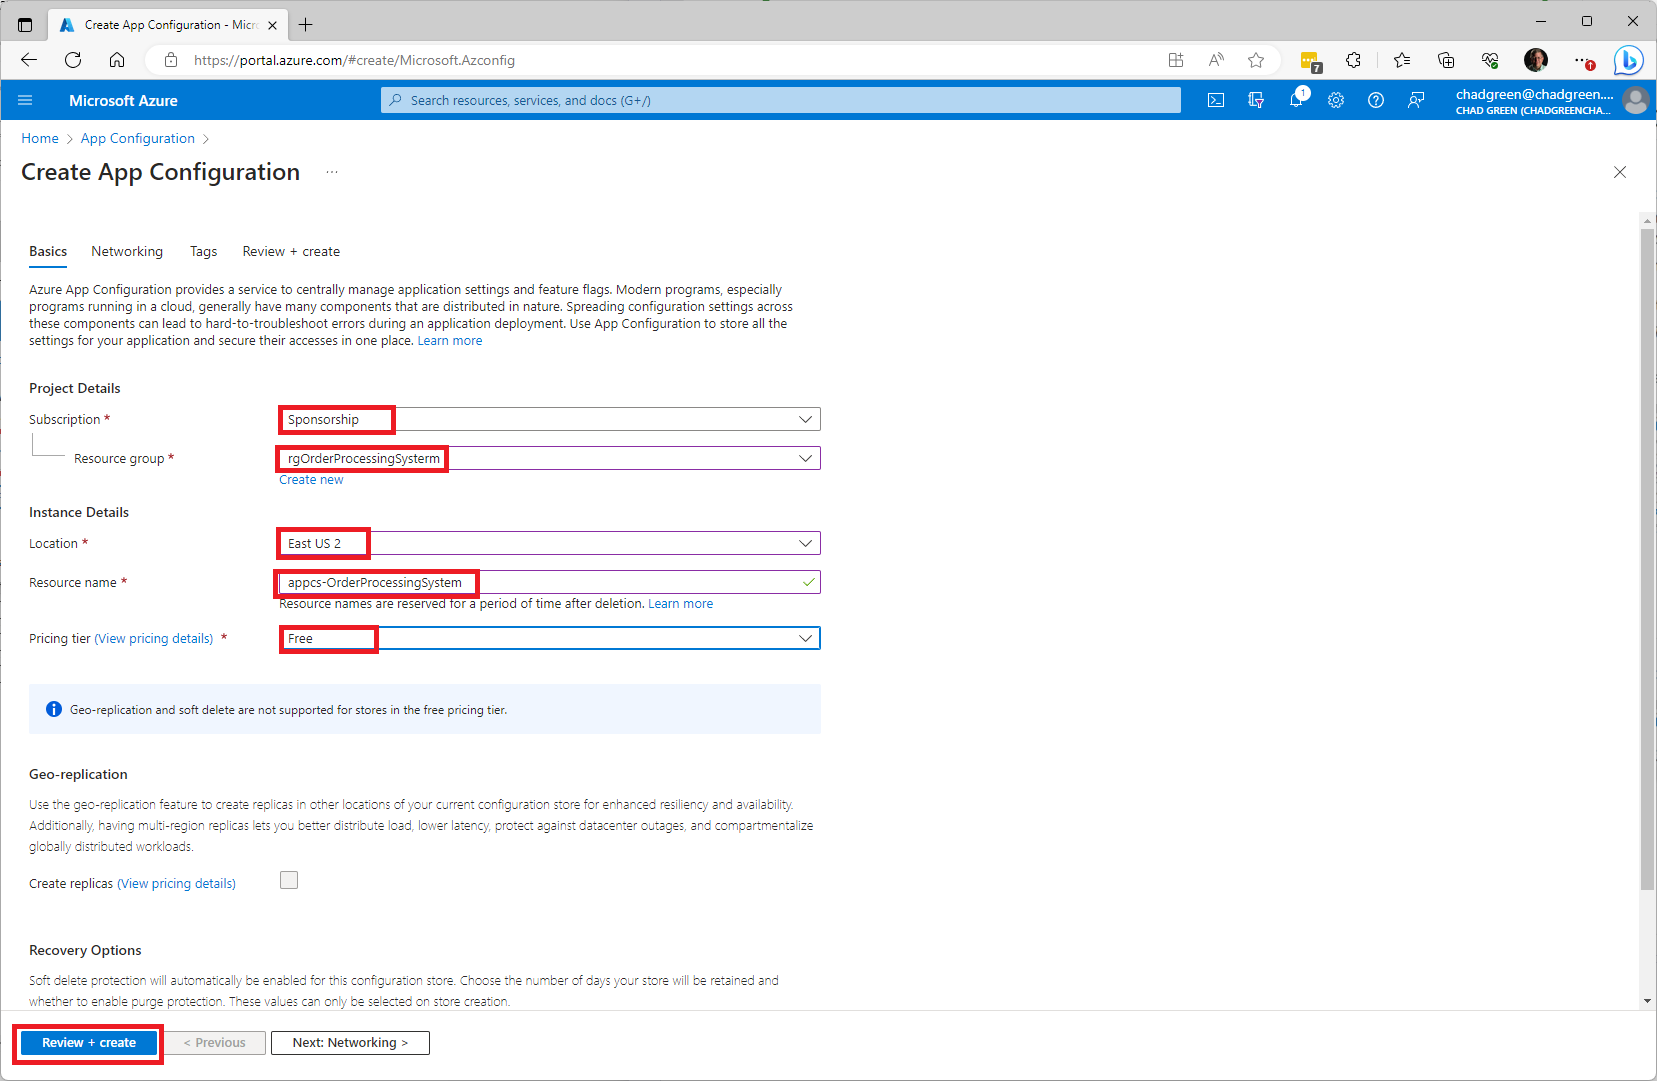 Create App Configuration - Micr
https://portal.azure.com/#create/Microsoft.Azconfig
7
Microsoft Azure
Search resources, services, and docs (G+/)
1
chadgreen@chadgreen....
CHAD GREEN (CHADGREENCHA...
Home > App Configuration >
Create App Configuration ...
Basics Networking Tags Review + create
Azure App Configuration provides a service to centrally manage application settings and feature flags. Modern programs, especially
programs running in a cloud, generally have many components that are distributed in nature. Spreading configuration settings across
these components can lead to hard-to-troubleshoot errors during an application deployment. Use App Configuration to store all the
settings for your application and secure their accesses in one place. Learn more
Project Details
Subscription * Sponsorship
Resource group * rgOrderProcessingSysterm
Create new
Instance Details
Location * East US 2
Resource name * appcs-OrderProcessingSystem
Resource names are reserved for a period of time after deletion. Learn more
Pricing tier (View pricing details) * Free
Geo-replication and soft delete are not supported for stores in the free pricing tier.
Geo-replication
Use the geo-replication feature to create replicas in other locations of your current configuration store for enhanced resiliency and availability.
Additionally, having multi-region replicas lets you better distribute load, lower latency, protect against datacenter outages, and compartmentalize
globally distributed workloads.
Create replicas (View pricing details)
Recovery Options
Soft delete protection will automatically be enabled for this configuration store. Choose the number of days your store will be retained and
whether to enable purge protection. These values can only be selected on store creation.
Review + create < Previous Next: Networking >